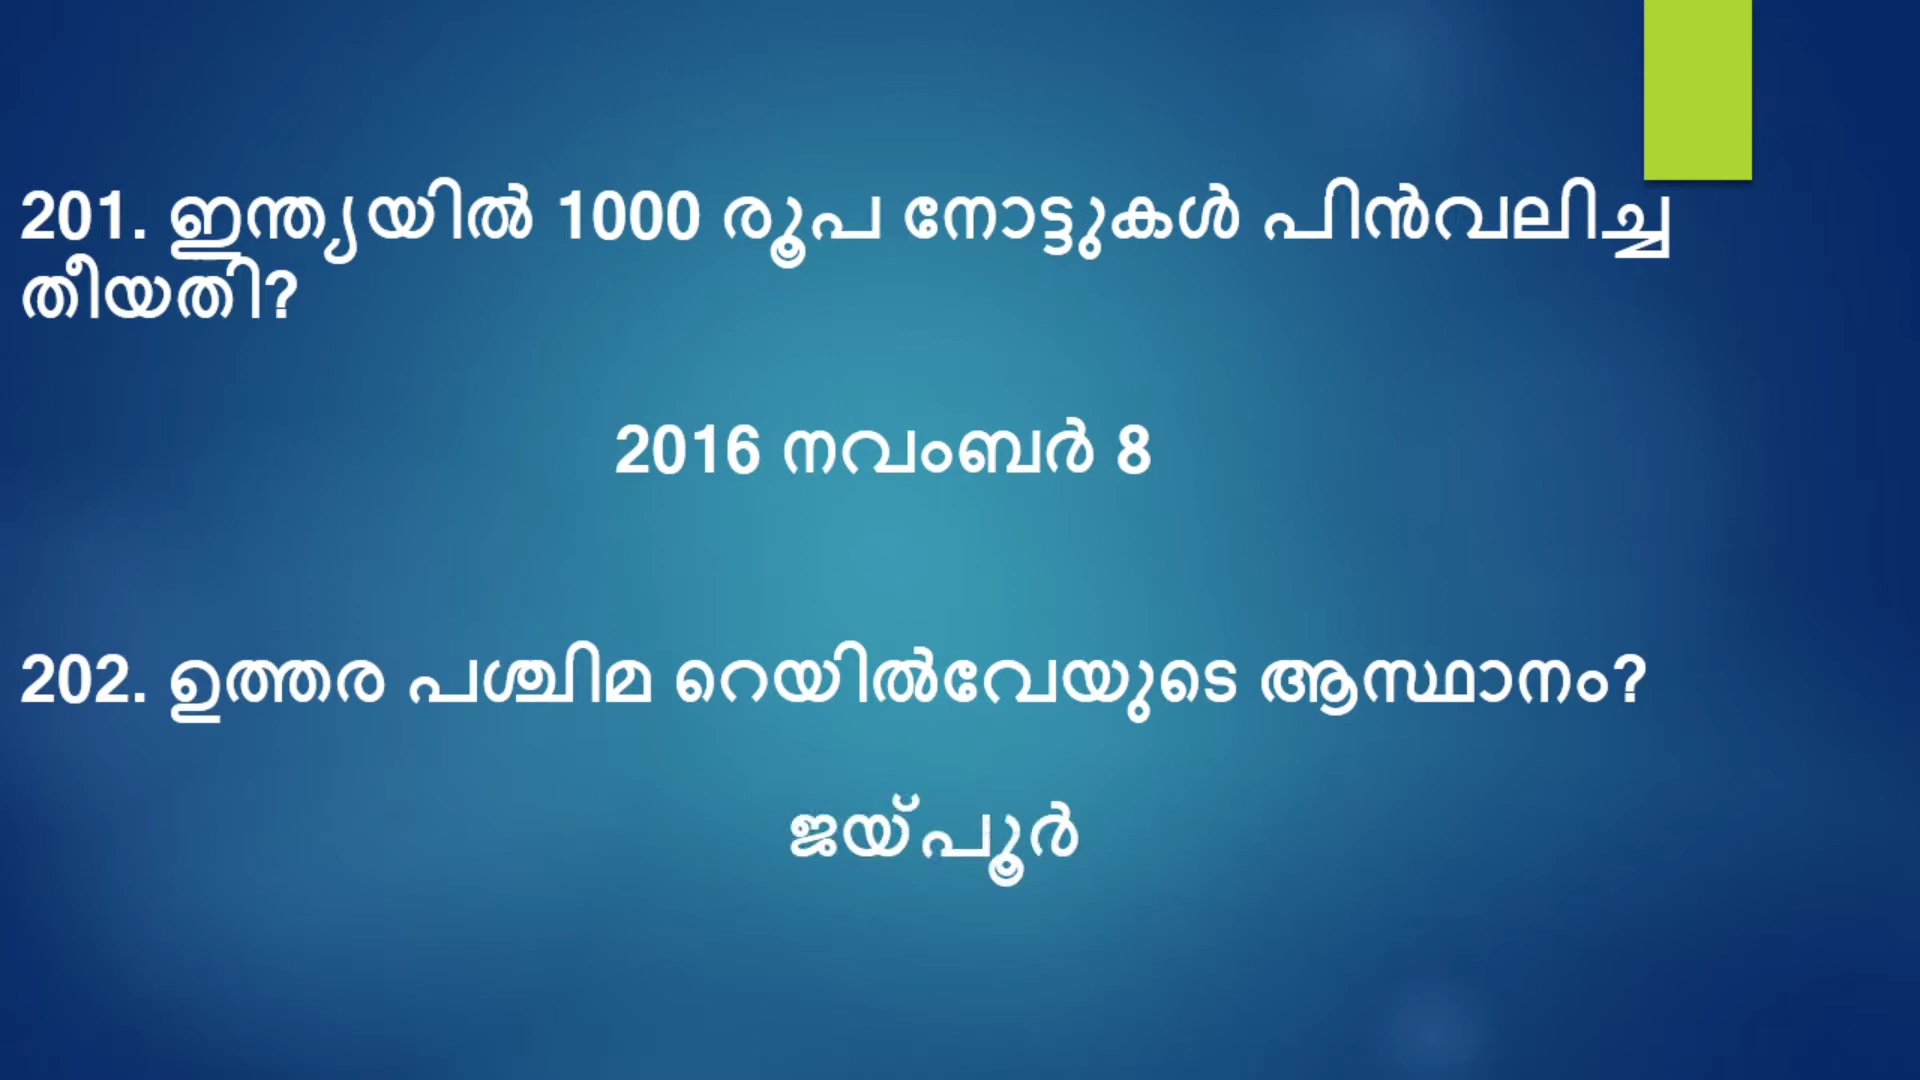 201. ഇന്ത്യയിൽ 1000 രൂപ നോട്ടുകൾ പിൻവലിച്ച
തീയതി?
2016 നവംബർ 8
202. ഉത്തര പശ്ചിമ റെയിൽവേയുടെ ആസ്ഥാനം?
ജയ്പൂർ